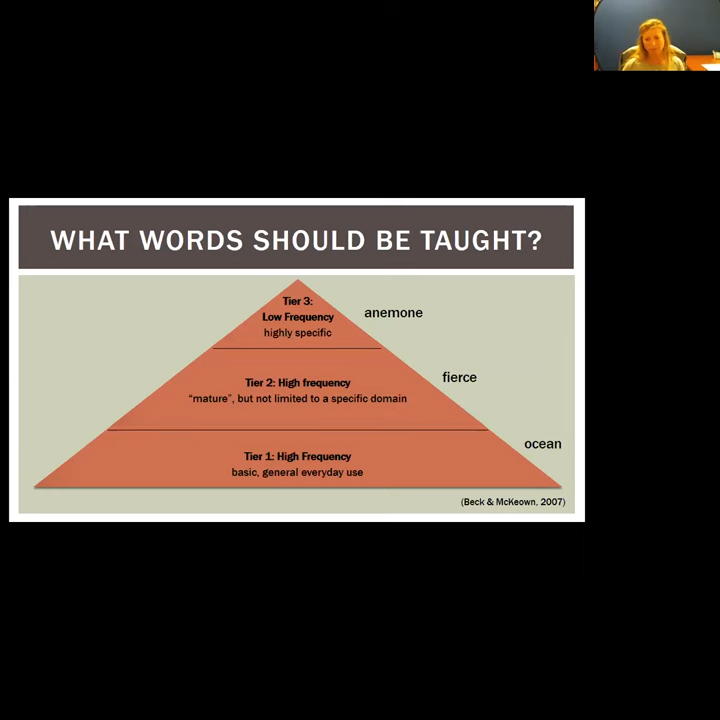 WHAT WORDS SHOULD BE TAUGHT?
Tier 3:
Low Frequency
highly specific
anemone
Tier 2: High frequency
“mature”, but not limited to a specific domain
fierce
Tier 1: High Frequency
basic, general everyday use
ocean
(Beck & McKeown, 2007)